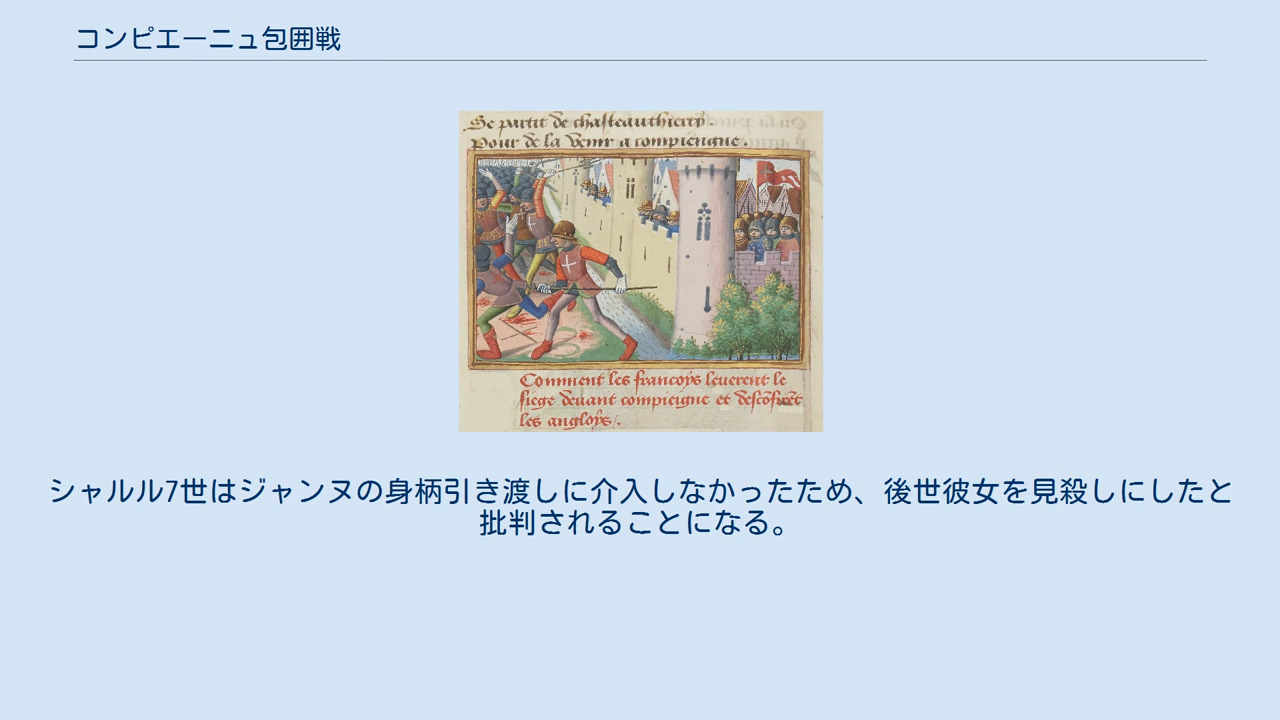 コンピエーニュ包囲戦
Se partit de chasteauthierry.
Pour de la venir a compiengne.
Comment les francoys leuerent le
siege deuant compieigne et
les angloys/.
シャルル7世はジャンヌの身柄引き渡しに介入しなかったため、後世彼女を見殺しにしたと
批判されることになる。